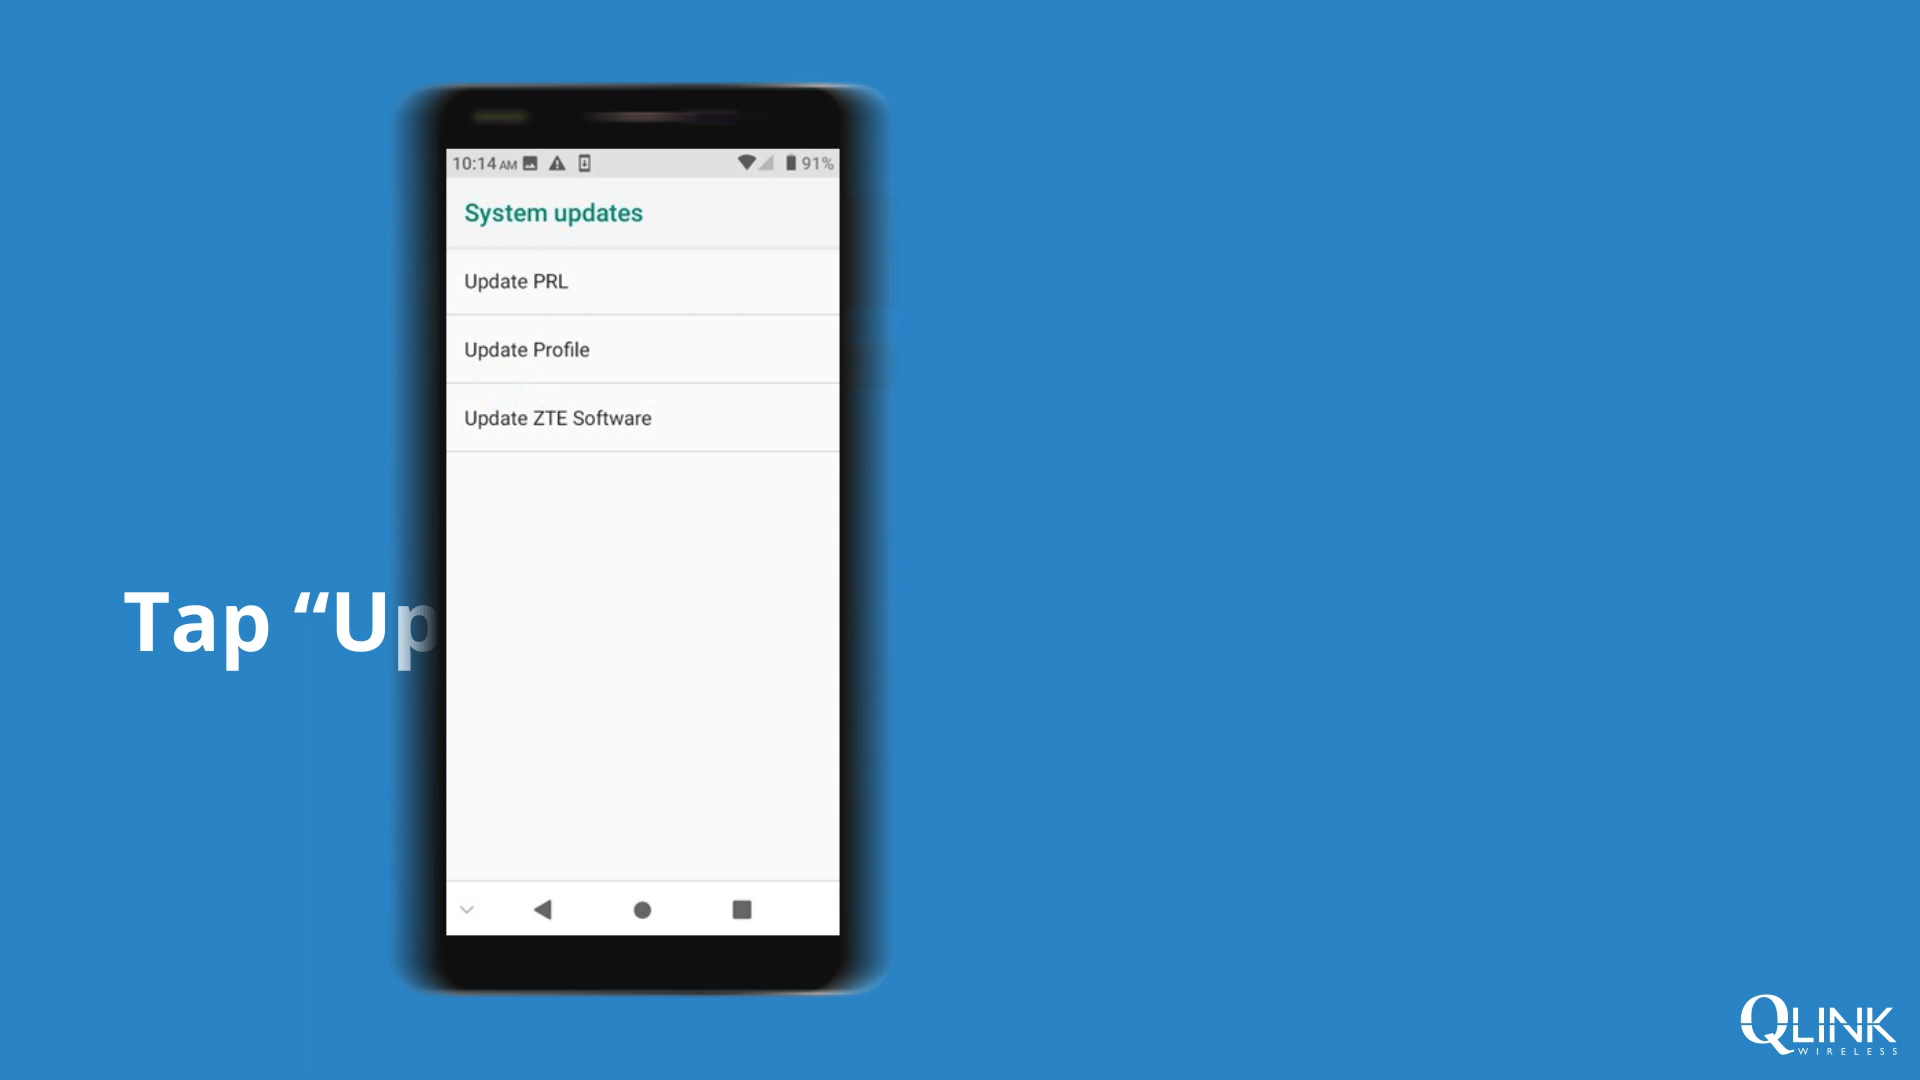 10:14 AM 91%
System updates
Update PRL
Update Profile
Update ZTE Software
Tap “Up
QLINK
WIRELESS